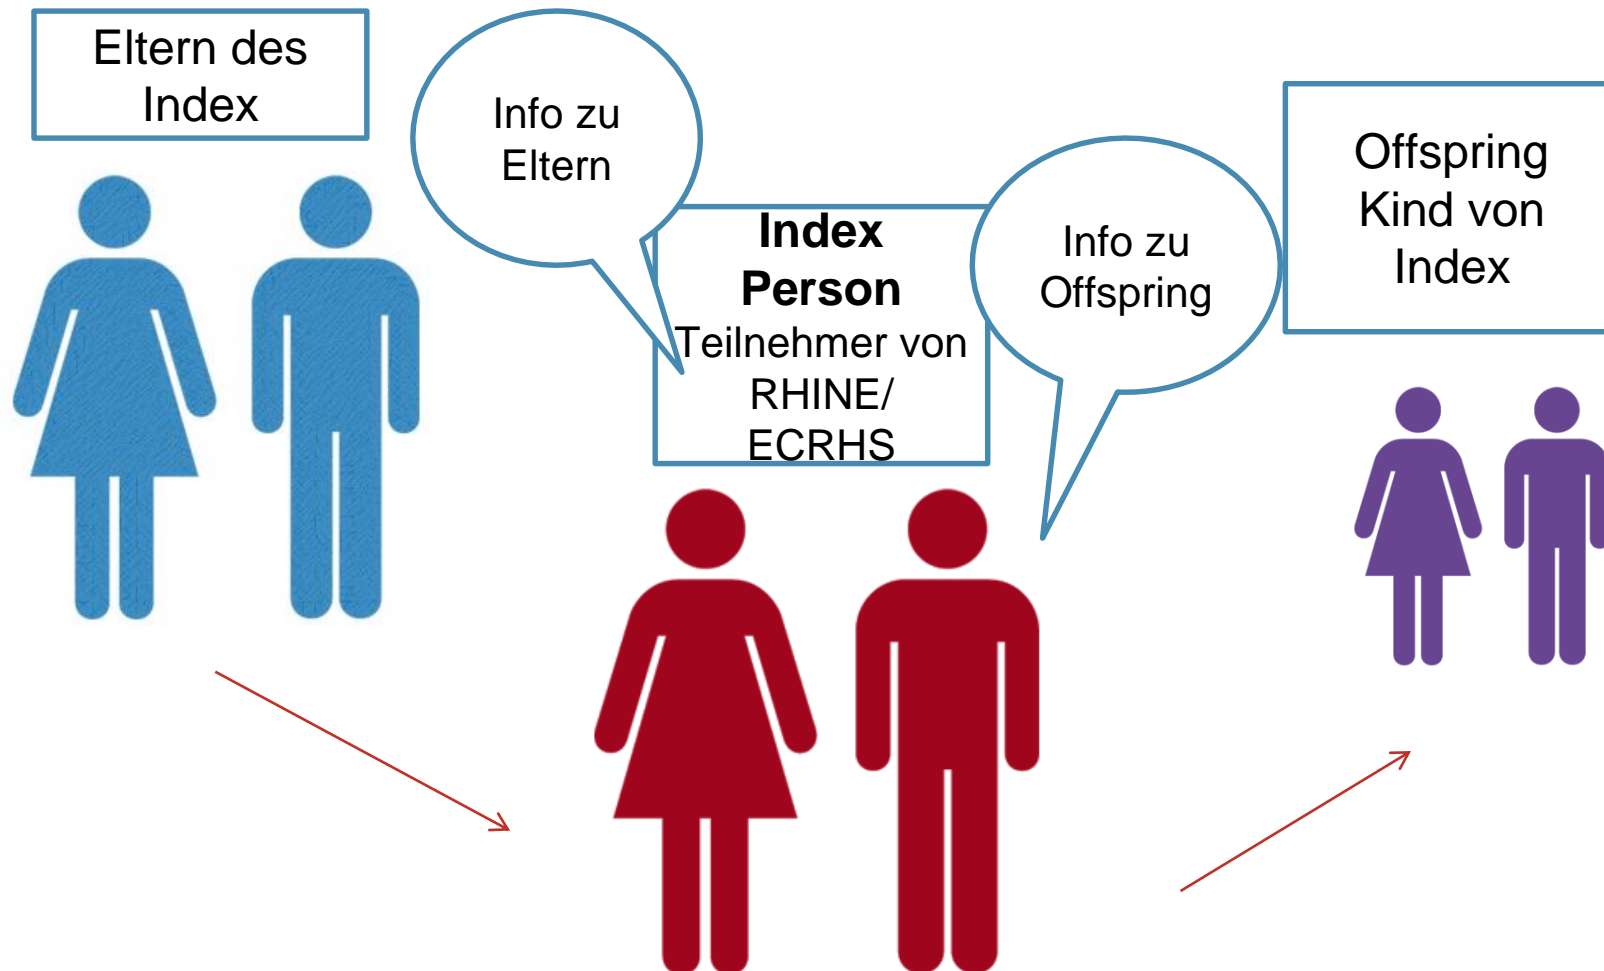 Eltern des
Index
Info zu
Eltern
Index
Person
Teilnehmer von
RHINE/
ECRHS
Info zu
Offspring
Offspring
Kind von
Index